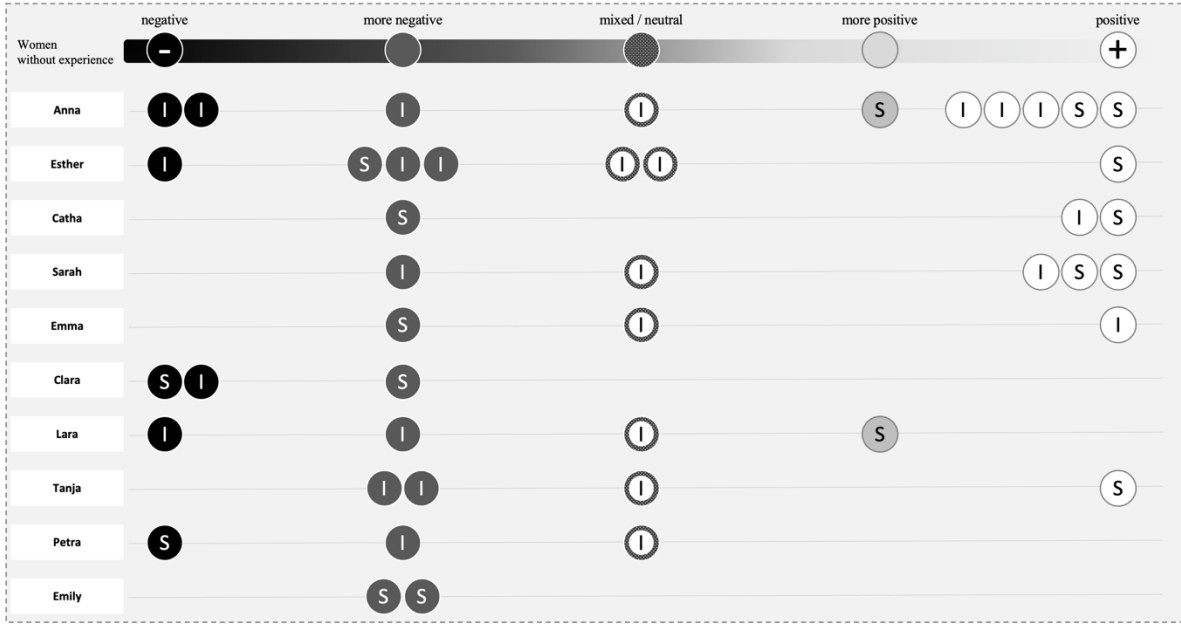 negative more negative mixed / neutral more positive positive
Women
without experience - +
Anna I I I I S I I I S S
Esther I S I I I I S
Catha S I S
Sarah I I I S S
Emma S I I
Clara S I S
Lara I I I S
Tanja I I I S
Petra S I I
Emily S S